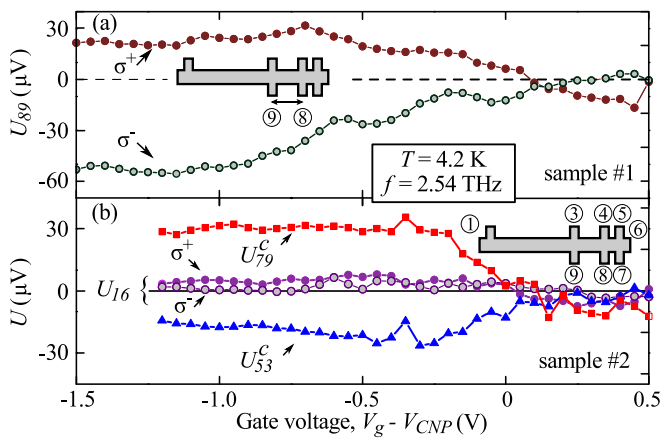 (a)
30
0
-30
-60
U89 (μV)
σ+
σ-
⑨ ⑧
T = 4.2 K
f = 2.54 THz
sample #1
(b)
30
0
-30
U (μV)
σ+
U16 {
σ-
U^c_79
U^c_53
① ③ ④ ⑤ ⑥
⑨ ⑧ ⑦
sample #2
-1.5 -1.0 -0.5 0 0.5
Gate voltage, Vg - VCNP (V)